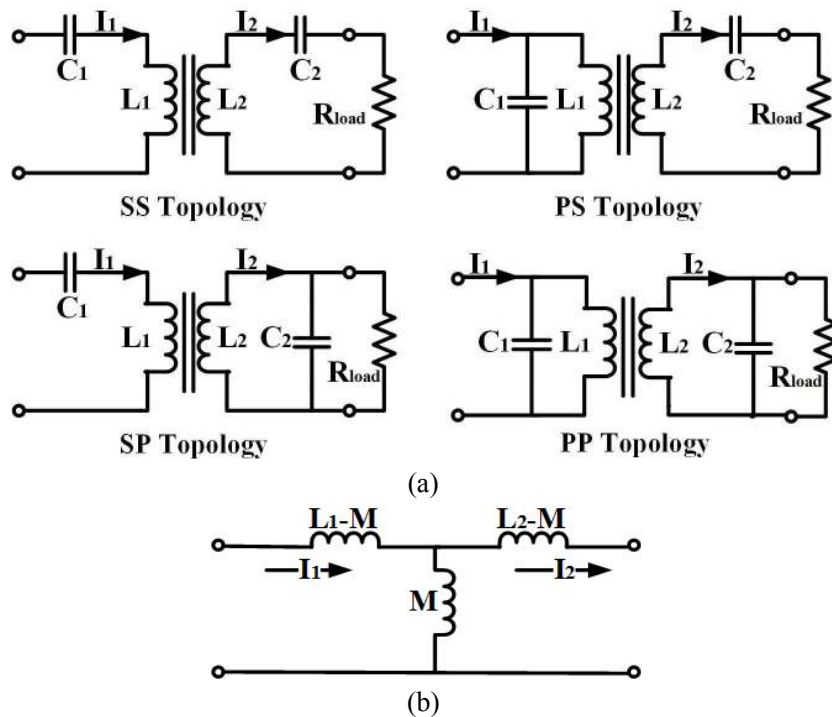 I1 I2
C1 C2
L1 L2
Rload
SS Topology
I1 I2
C1 L1 L2 C2
Rload
PS Topology
I1 I2
C1
L1 L2 C2
Rload
SP Topology
I1 I2
C1 L1 L2 C2
Rload
PP Topology
(a)
L1-M L2-M
I1 I2
M
(b)